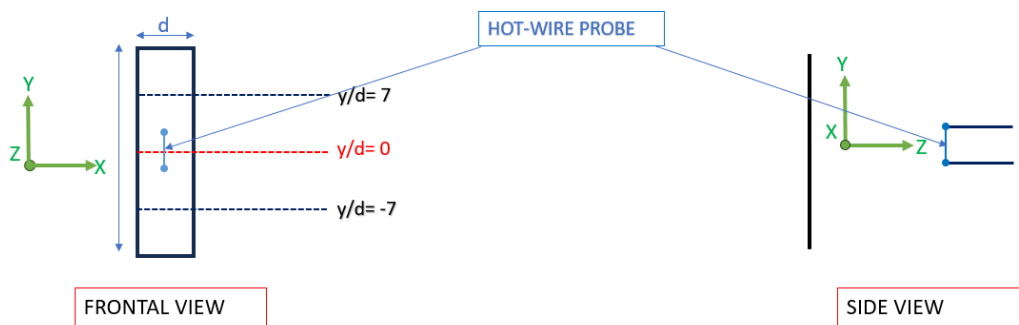 d
HOT-WIRE PROBE
Y
Y
y/d= 7
Z
X
y/d= 0
X
Z
y/d= -7
FRONTAL VIEW
SIDE VIEW